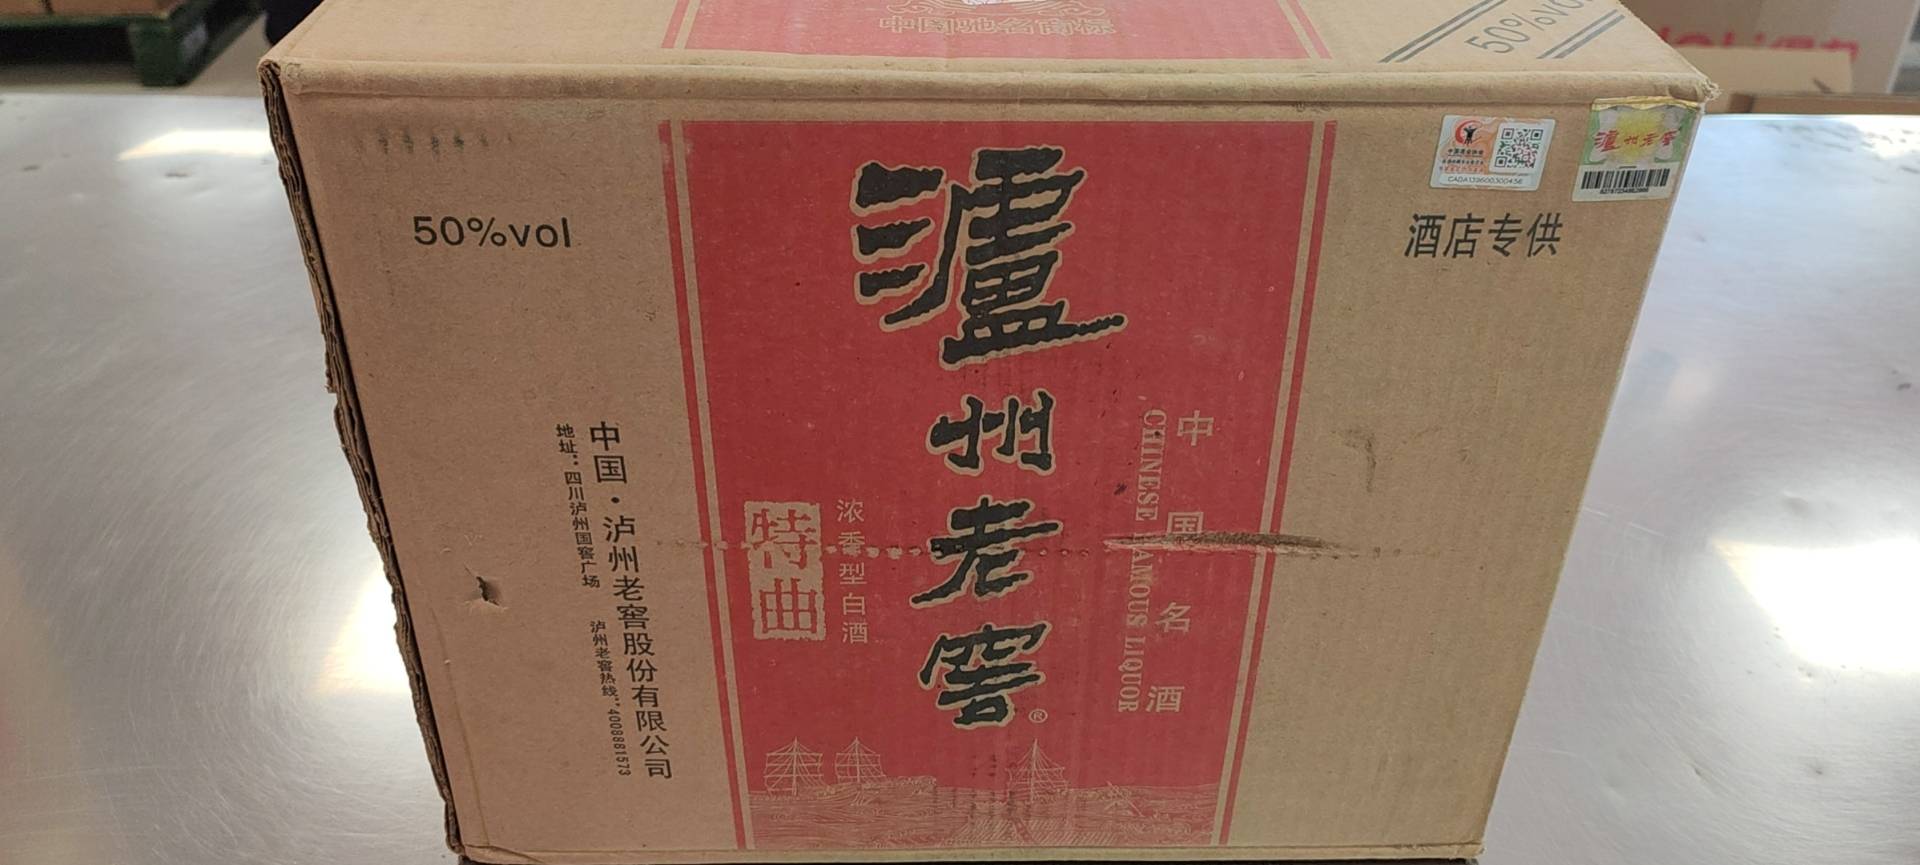 中国驰名商标
50%vol
50%vol
泸州老窖®
特曲
浓香型白酒
中国名酒
CHINESE FAMOUS LIQUOR
酒店专供
泸州老窖
中国·泸州老窖股份有限公司
地址：四川泸州国窖广场 泸州老窖热线：4008881573